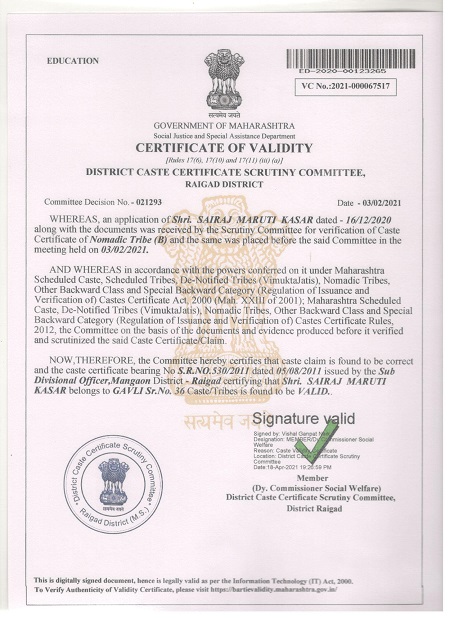 EDUCATION
ED-2020-00123265
VC No.:2021-000067517
सत्यमेव जयते
GOVERNMENT OF MAHARASHTRA
Social Justice and Special Assistance Department
CERTIFICATE OF VALIDITY
[Rules 17(6), 17(10) and 17(11) (iii) (a)]
DISTRICT CASTE CERTIFICATE SCRUTINY COMMITTEE,
RAIGAD DISTRICT
Committee Decision No. - 021293
Date - 03/02/2021
WHEREAS, an application of Shri. SAIRAJ MARUTI KASAR dated - 16/12/2020
along with the documents was received by the Scrutiny Committee for verification of Caste
Certificate of Nomadic Tribe (B) and the same was placed before the said Committee in the
meeting held on 03/02/2021.
AND WHEREAS in accordance with the powers conferred on it under Maharashtra
Scheduled Caste, Scheduled Tribes, De-Notified Tribes (VimuktaJatis), Nomadic Tribes,
Other Backward Class and Special Backward Category (Regulation of Issuance and
Verification of) Castes Certificate Act, 2000 (Mah. XXIII of 2001); Maharashtra Scheduled
Caste, De-Notified Tribes (VimuktaJatis), Nomadic Tribes, Other Backward Class and Special
Backward Category (Regulation of Issuance and Verification of) Castes Certificate Rules,
2012, the Committee on the basis of the documents and evidence produced before it verified
and scrutinized the said Caste Certificate/Claim.
NOW,THEREFORE, the Committee hereby certifies that caste claim is found to be correct
and the caste certificate bearing No S.R.NO.530/2011 dated 05/08/2011 issued by the Sub
Divisional Officer,Mangaon District - Raigad certifying that Shri. SAIRAJ MARUTI
KASAR belongs to GAVLI Sr.No. 36 Caste/Tribes is found to be VALID..
सत्यमेव जयते
Signature valid
Signed by: Vishal Ganpat
Designation: MEMBER/Dy Commissioner Social
Welfare
Reason: Caste Certificate
Location: District Caste Certificate Scrutiny
Committee
Date:18-Apr-2021 19:26:59 PM
Member
(Dy. Commissioner Social Welfare)
District Caste Certificate Scrutiny Committee,
District Raigad
District Caste Certificate Scrutiny Committee
Raigad District (M.S.)
This is digitally signed document, hence is legally valid as per the Information Technology (IT) Act, 2000.
To Verify Authenticity of Validity Certificate, please visit https://bartievalidity.maharashtra.gov.in/